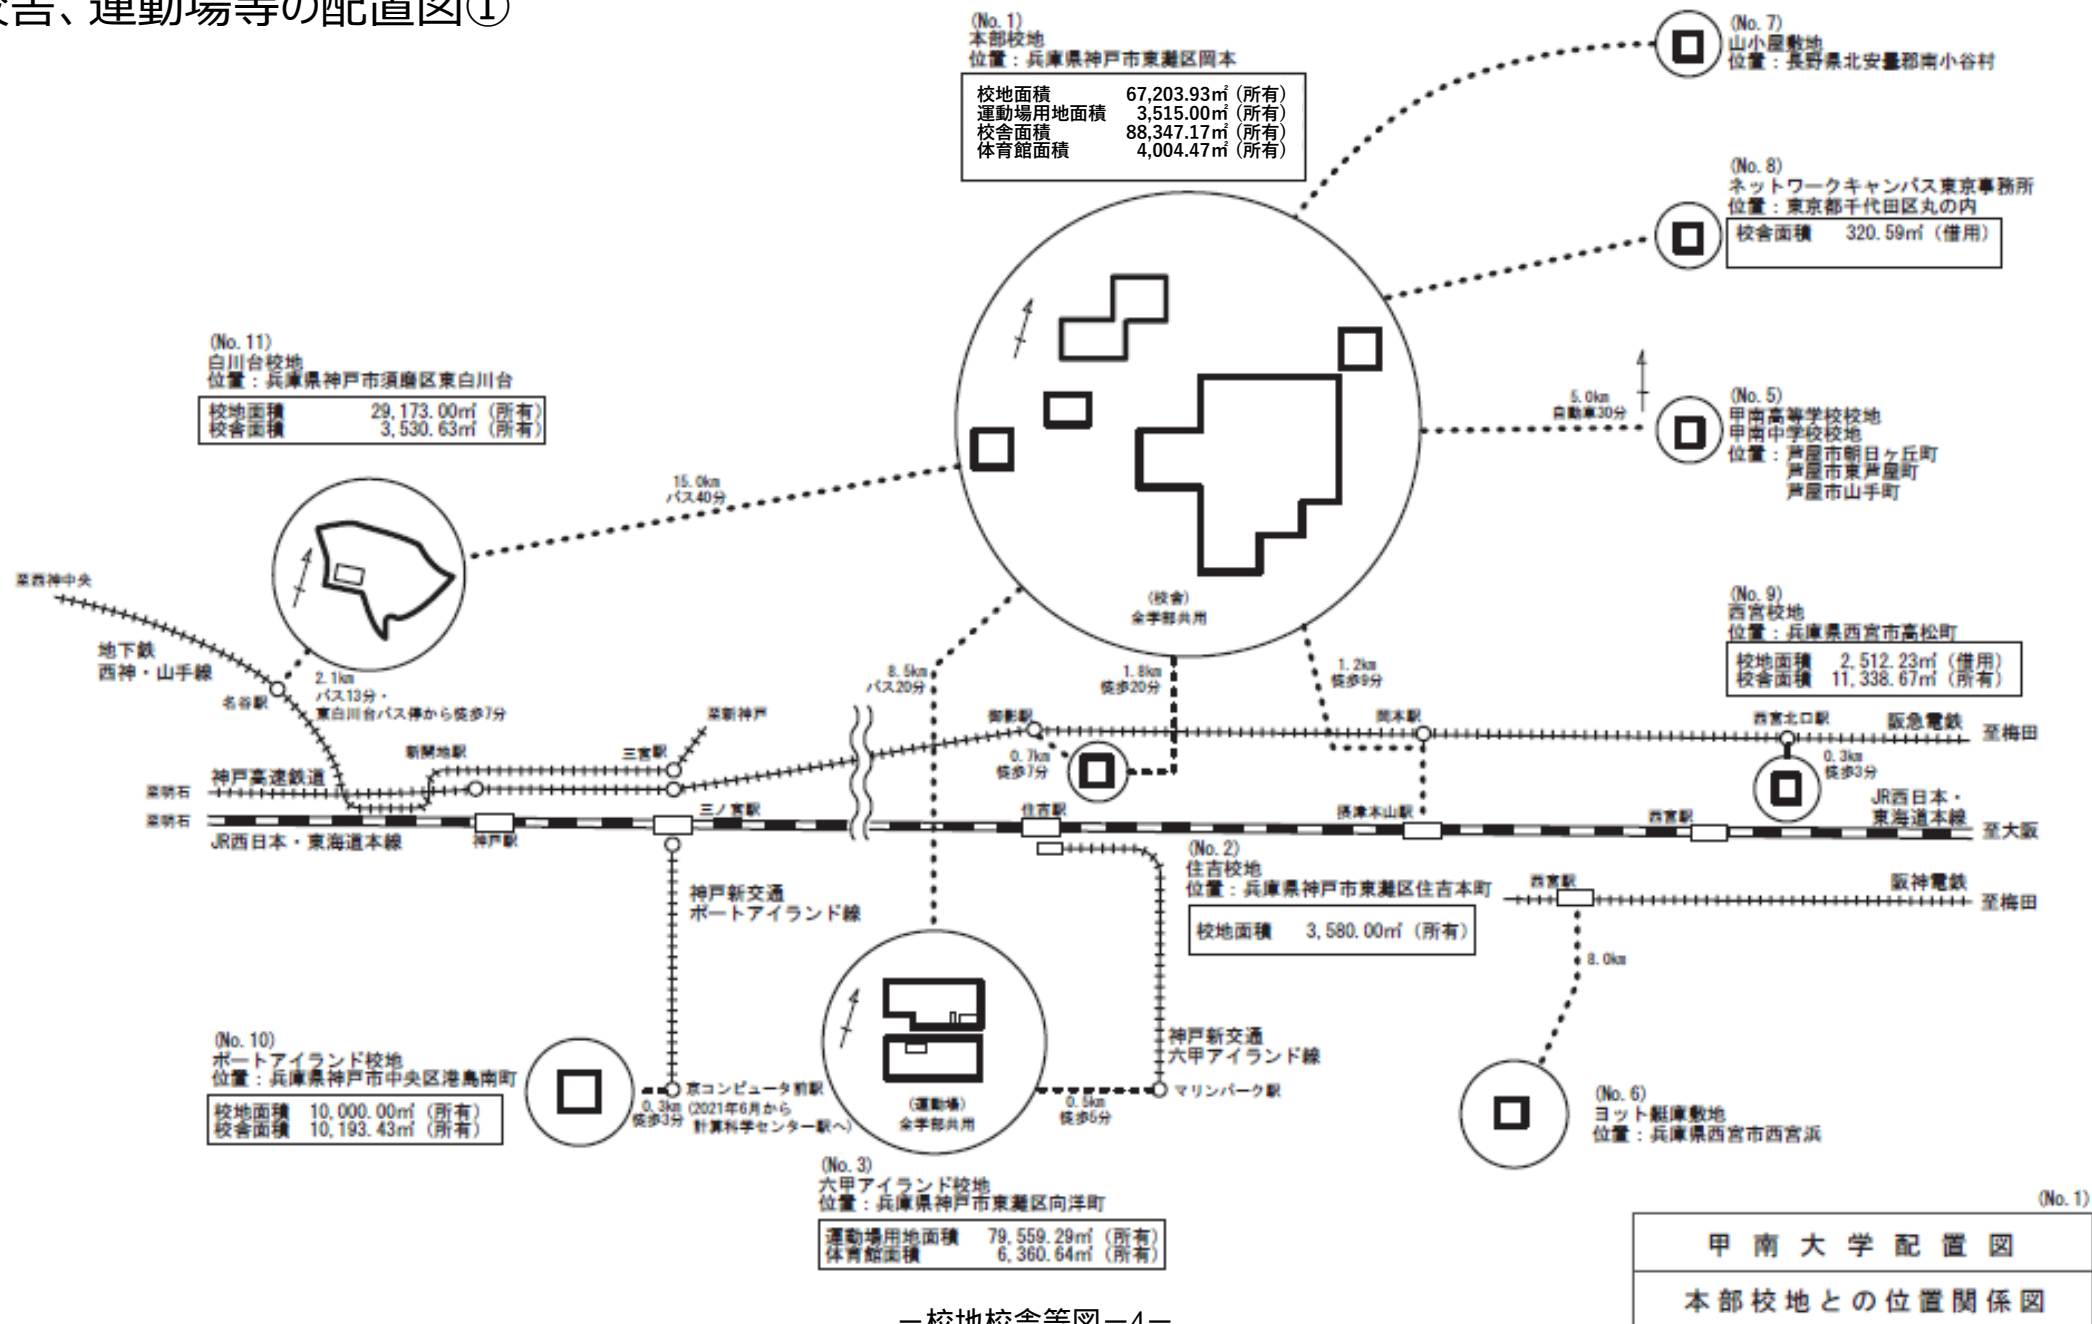 校舎、運動場等の配置図①
(No. 1)
本部校地
位置：兵庫県神戸市東灘区岡本
校地面積 67,203.93㎡（所有）
運動場用地面積 3,515.00㎡（所有）
校舎面積 88,347.17㎡（所有）
体育館面積 4,004.47㎡（所有）
(No. 7)
山小屋敷地
位置：長野県北安曇郡南小谷村
(No. 8)
ネットワークキャンパス東京事務所
位置：東京都千代田区丸の内
校舎面積 320.59㎡（借用）
(No. 11)
白川台校地
位置：兵庫県神戸市須磨区東白川台
校地面積 29,173.00㎡（所有）
校舎面積 3,530.63㎡（所有）
5.0km
自動車30分
(No. 5)
甲南高等学校校地
甲南中学校校地
位置：芦屋市朝日ヶ丘町
芦屋市東芦屋町
芦屋市山手町
15.0km
バス40分
（校舎）
全学部共用
(No. 9)
西宮校地
位置：兵庫県西宮市高松町
校地面積 2,512.23㎡（借用）
校舎面積 11,338.67㎡（所有）
至西神中央
地下鉄
西神・山手線
名谷駅
2.1km
バス13分・
東白川台バス停から徒歩7分
8.5km
バス20分
1.8km
徒歩20分
1.2km
徒歩9分
至新神戸
御影駅
岡本駅
西宮北口駅
阪急電鉄
至梅田
新開地駅
三宮駅
0.7km
徒歩7分
0.3km
徒歩3分
神戸高速鉄道
至明石
至明石
JR西日本・東海道本線
神戸駅
三ノ宮駅
住吉駅
摂津本山駅
西宮駅
JR西日本・
東海道本線
至大阪
(No. 2)
住吉校地
位置：兵庫県神戸市東灘区住吉本町
校地面積 3,580.00㎡（所有）
西宮駅
阪神電鉄
至梅田
神戸新交通
ポートアイランド線
8.0km
神戸新交通
六甲アイランド線
(No. 10)
ポートアイランド校地
位置：兵庫県神戸市中央区港島南町
校地面積 10,000.00㎡（所有）
校舎面積 10,193.43㎡（所有）
0.3km
徒歩3分
京コンピュータ前駅
(2021年6月から
計算科学センター駅へ)
（運動場）
全学部共用
0.5km
徒歩5分
マリンパーク駅
(No. 6)
ヨット艇庫敷地
位置：兵庫県西宮市西宮浜
(No. 3)
六甲アイランド校地
位置：兵庫県神戸市東灘区向洋町
運動場用地面積 79,559.29㎡（所有）
体育館面積 6,360.64㎡（所有）
(No. 1)
甲南大学配置図
本部校地との位置関係図
－校地校舎等図－4－